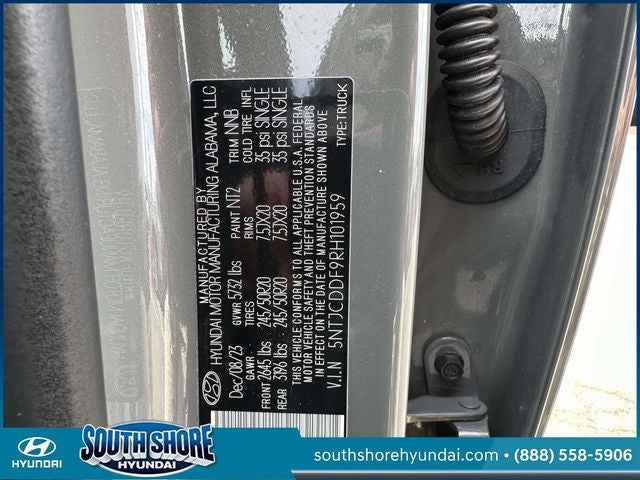 MANUFACTURED BY
HYUNDAI MOTOR MANUFACTURING ALABAMA, LLC
Dec/08/23 GVWR 5732 lbs PAINT NT2 TRIM NNB
GAWR TIRES RIMS COLD TIRE INFL
FRONT 2645 lbs 245/50R20 7.5JX20 35 psi SINGLE
REAR 3196 lbs 245/50R20 7.5JX20 35 psi SINGLE
THIS VEHICLE CONFORMS TO ALL APPLICABLE U.S.A. FEDERAL
MOTOR VEHICLE SAFETY AND THEFT PREVENTION STANDARDS
IN EFFECT ON THE DATE OF MANUFACTURE SHOWN ABOVE
V.I.N 5NTJCDDF9RH101959 TYPE:TRUCK
HYUNDAI
SOUTH SHORE
HYUNDAI
southshorehyundai.com • (888) 558-5906